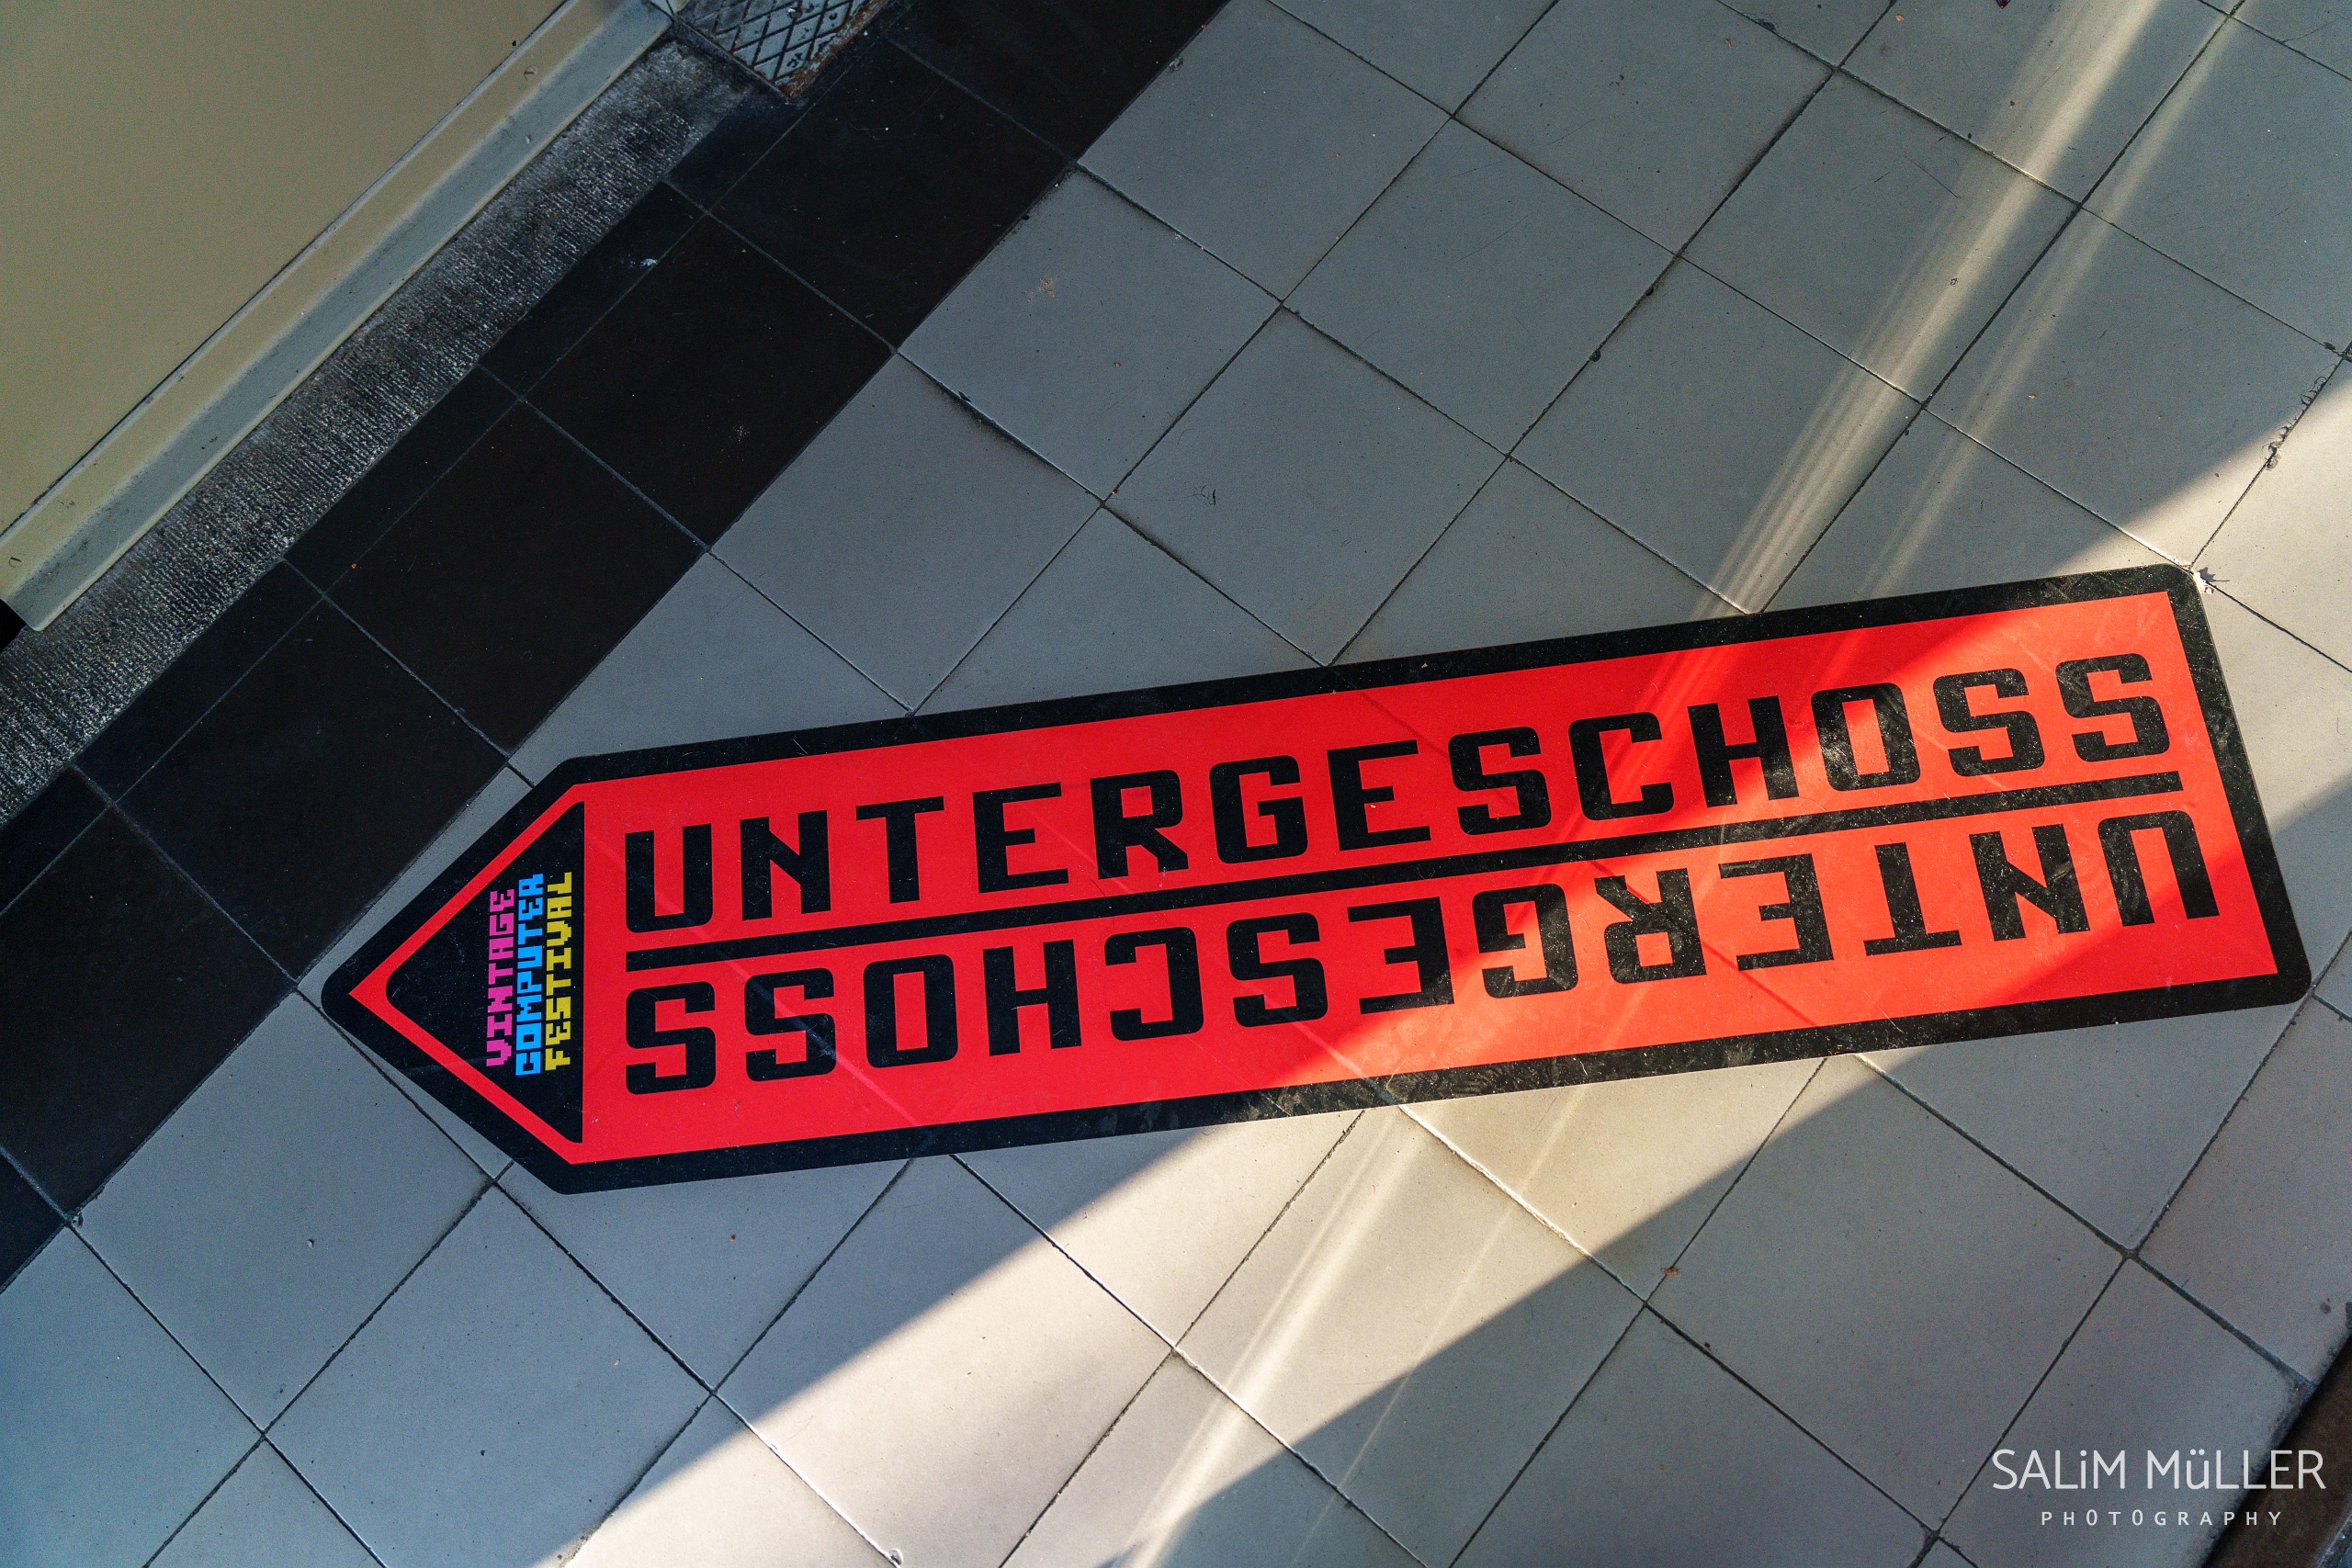 UNTERGESCHOSS
UNTERGESCHOSS
VINTAGE
COMPUTER
FESTIVAL
SALiM MüLLER
PHOTOGRAPHY